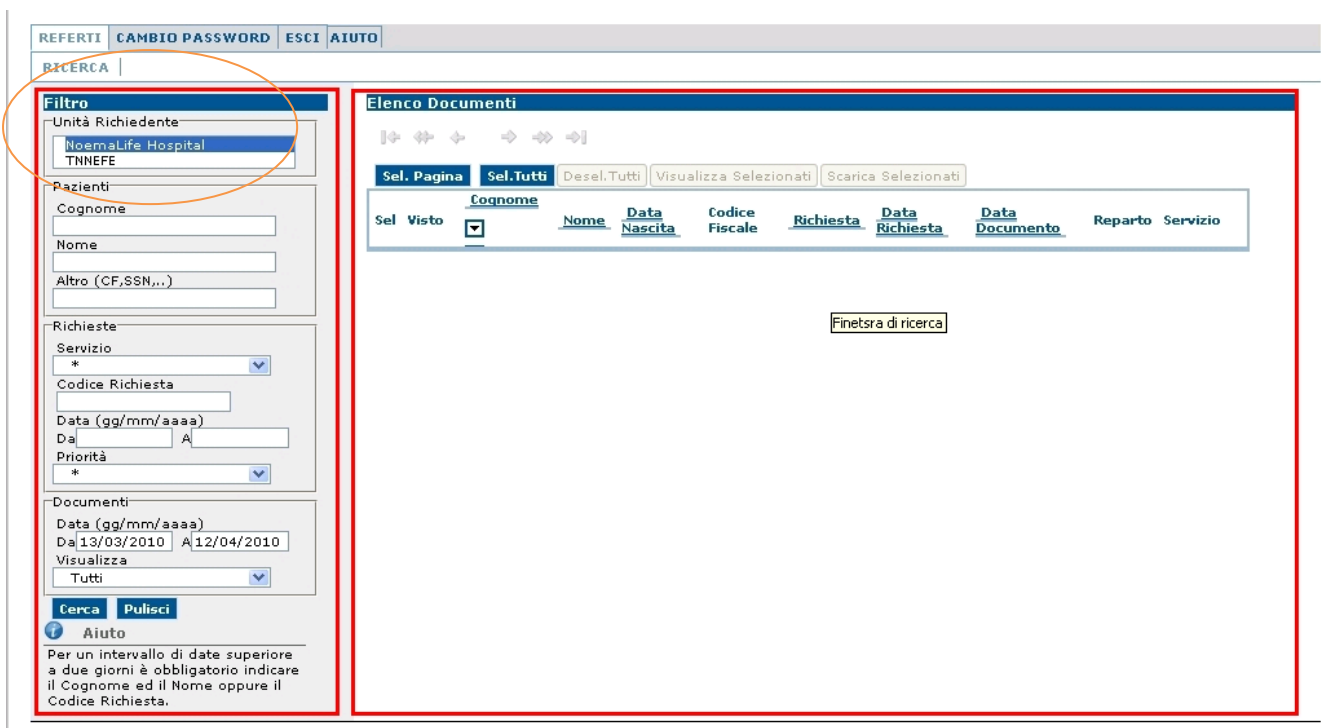 REFERTI CAMBIO PASSWORD ESCI AIUTO
RICERCA
Filtro
Unità Richiedente
NoemaLife Hospital
TNNEFE
Pazienti
Cognome
Nome
Altro (CF,SSN,..)
Richieste
Servizio
*
Codice Richiesta
Data (gg/mm/aaaa)
Da A
Priorità
*
Documenti
Data (gg/mm/aaaa)
Da 13/03/2010 A 12/04/2010
Visualizza
Tutti
Cerca Pulisci
Aiuto
Per un intervallo di date superiore
a due giorni è obbligatorio indicare
il Cognome ed il Nome oppure il
Codice Richiesta.
Elenco Documenti
Sel. Pagina Sel.Tutti Desel.Tutti Visualizza Selezionati Scarica Selezionati
Sel Visto Cognome Nome Data Nascita Codice Fiscale Richiesta Data Richiesta Data Documento Reparto Servizio
Finetsra di ricerca